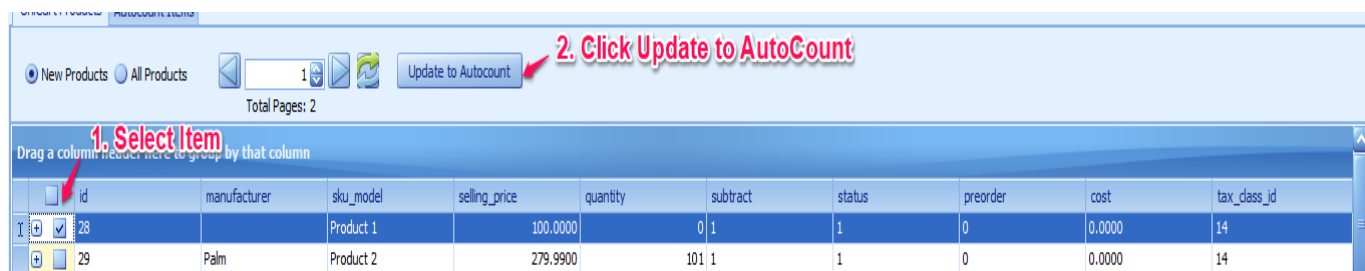 Products Autocount Items
2. Click Update to AutoCount
New Products All Products 1 Update to Autocount
Total Pages: 2
1. Select Item
Drag a column header here to group by that column
id manufacturer sku_model selling_price quantity subtract status preorder cost tax_class_id
28 Product 1 100.0000 0 1 1 0 0.0000 14
29 Palm Product 2 279.9900 101 1 1 0 0.0000 14